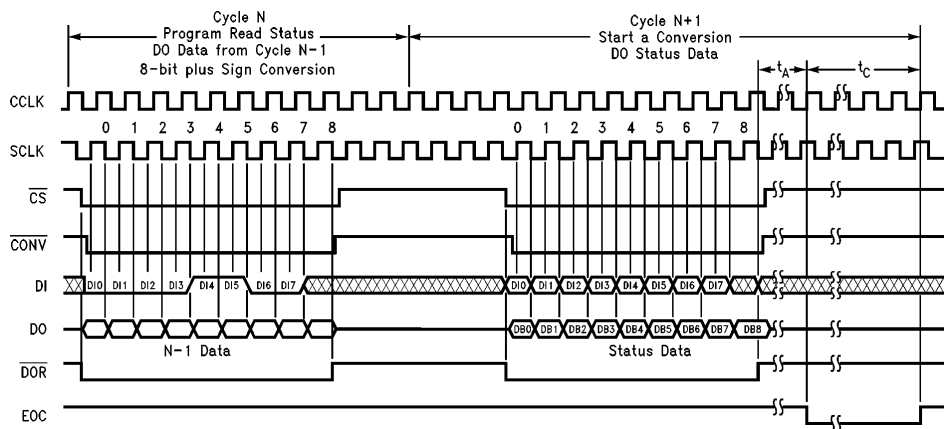 Cycle N
Program Read Status
DO Data from Cycle N-1
8-bit plus Sign Conversion
Cycle N+1
Start a Conversion
DO Status Data
tA
tC
CCLK
0 1 2 3 4 5 6 7 8 0 1 2 3 4 5 6 7 8
SCLK
CS
CONV
DI DI0 DI1 DI2 DI3 DI4 DI5 DI6 DI7 DI0 DI1 DI2 DI3 DI4 DI5 DI6 DI7
DO DB0 DB1 DB2 DB3 DB4 DB5 DB6 DB7 DB8
N-1 Data Status Data
DOR
EOC